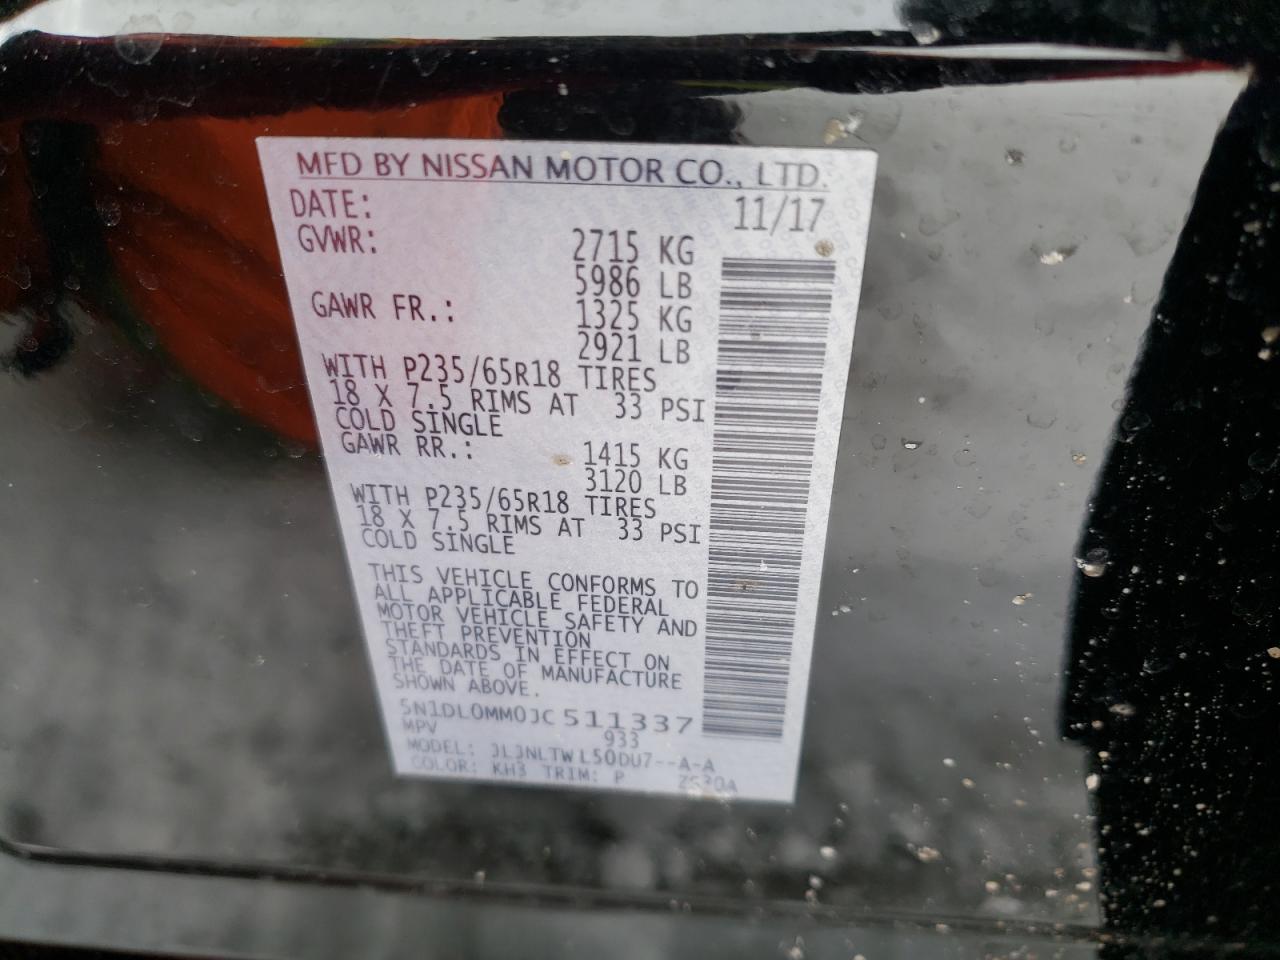 MFD BY NISSAN MOTOR CO., LTD.
DATE: 11/17
GVWR: 2715 KG
5986 LB
GAWR FR.: 1325 KG
2921 LB
WITH P235/65R18 TIRES
18 X 7.5 RIMS AT 33 PSI
COLD SINGLE
GAWR RR.: 1415 KG
3120 LB
WITH P235/65R18 TIRES
18 X 7.5 RIMS AT 33 PSI
COLD SINGLE
THIS VEHICLE CONFORMS TO
ALL APPLICABLE FEDERAL
MOTOR VEHICLE SAFETY AND
THEFT PREVENTION
STANDARDS IN EFFECT ON
THE DATE OF MANUFACTURE
SHOWN ABOVE.
5N1DL0MM0JC511337
MPV 933
MODEL: JLJNLTWL50DU7--A-A
COLOR: KH3 TRIM: P